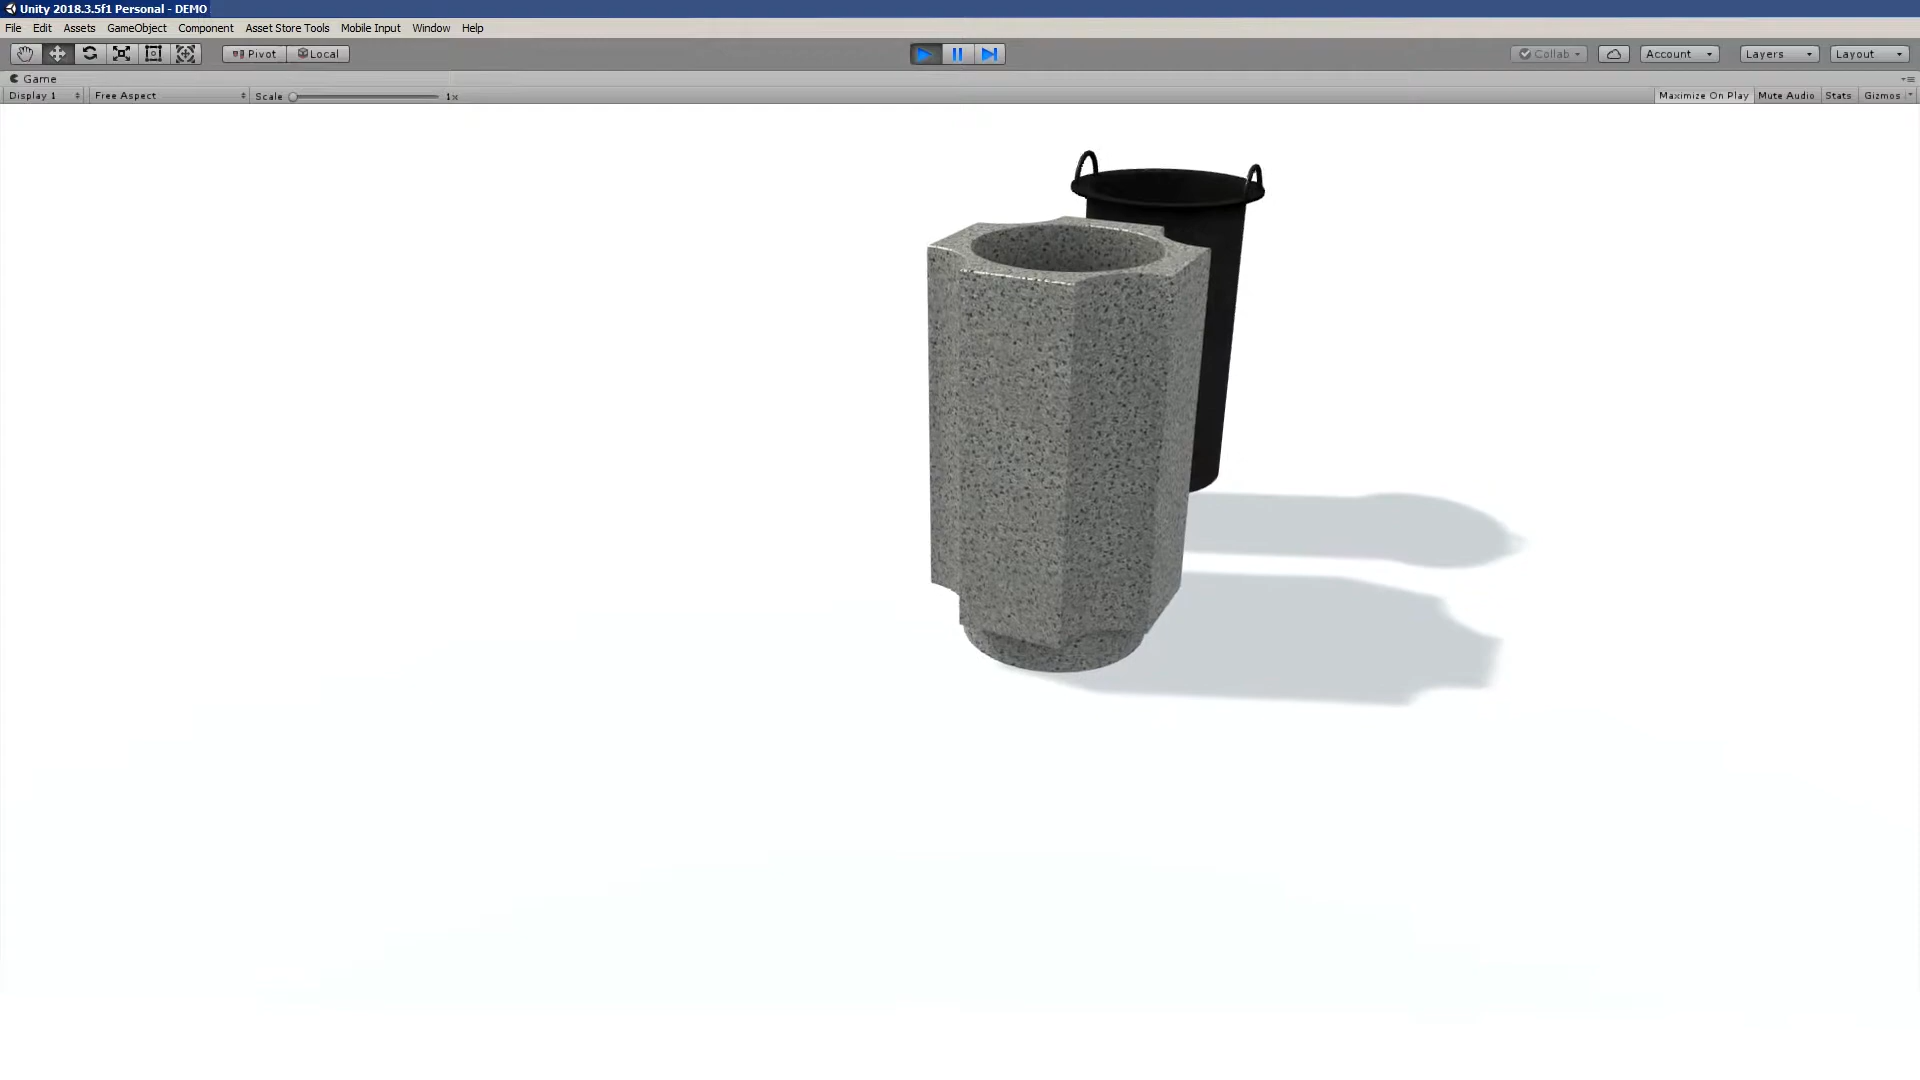 Unity 2018.3.5f1 Personal - DEMO
File Edit Assets GameObject Component Asset Store Tools Mobile Input Window Help
Pivot Local Collab Account Layers Layout
Game
Display 1 Free Aspect Scale 1x Maximize On Play Mute Audio Stats Gizmos